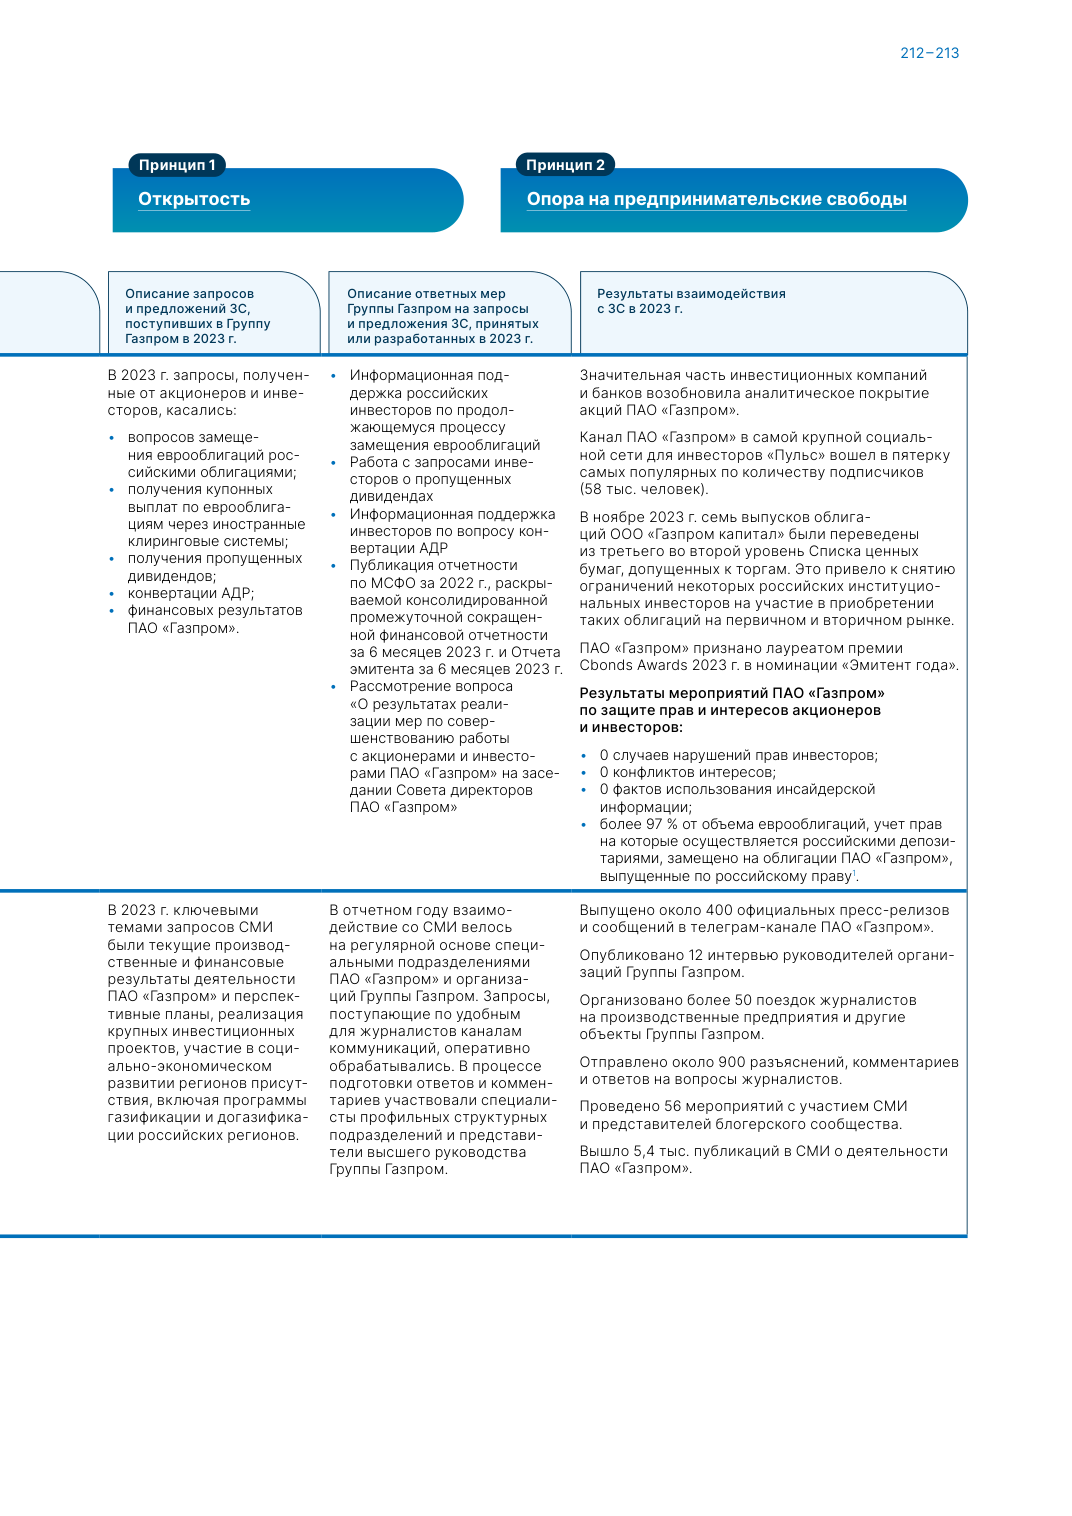 212–213
Принцип 1
Открытость
Принцип 2
Опора на предпринимательские свободы
Описание запросов
и предложений ЗС,
поступивших в Группу
Газпром в 2023 г.
Описание ответных мер
Группы Газпром на запросы
и предложения ЗС, принятых
или разработанных в 2023 г.
Результаты взаимодействия
с ЗС в 2023 г.
В 2023 г. запросы, получен-
ные от акционеров и инве-
сторов, касались:
• вопросов замеще-
ния еврооблигаций рос-
сийскими облигациями;
• получения купонных
выплат по еврооблига-
циям через иностранные
клиринговые системы;
• получения пропущенных
дивидендов;
• конвертации АДР;
• финансовых результатов
ПАО «Газпром».
• Информационная под-
держка российских
инвесторов по продол-
жающемуся процессу
замещения еврооблигаций
• Работа с запросами инве-
сторов о пропущенных
дивидендах
• Информационная поддержка
инвесторов по вопросу кон-
вертации АДР
• Публикация отчетности
по МСФО за 2022 г., раскры-
ваемой консолидированной
промежуточной сокращен-
ной финансовой отчетности
за 6 месяцев 2023 г. и Отчета
эмитента за 6 месяцев 2023 г.
• Рассмотрение вопроса
«О результатах реали-
зации мер по совер-
шенствованию работы
с акционерами и инвесто-
рами ПАО «Газпром» на засе-
дании Совета директоров
ПАО «Газпром»
Значительная часть инвестиционных компаний
и банков возобновила аналитическое покрытие
акций ПАО «Газпром».
Канал ПАО «Газпром» в самой крупной социаль-
ной сети для инвесторов «Пульс» вошел в пятерку
самых популярных по количеству подписчиков
(58 тыс. человек).
В ноябре 2023 г. семь выпусков облига-
ций ООО «Газпром капитал» были переведены
из третьего во второй уровень Списка ценных
бумаг, допущенных к торгам. Это привело к снятию
ограничений некоторых российских институцио-
нальных инвесторов на участие в приобретении
таких облигаций на первичном и вторичном рынке.
ПАО «Газпром» признано лауреатом премии
Cbonds Awards 2023 г. в номинации «Эмитент года».
Результаты мероприятий ПАО «Газпром»
по защите прав и интересов акционеров
и инвесторов:
• 0 случаев нарушений прав инвесторов;
• 0 конфликтов интересов;
• 0 фактов использования инсайдерской
информации;
• более 97 % от объема еврооблигаций, учет прав
на которые осуществляется российскими депози-
тариями, замещено на облигации ПАО «Газпром»,
выпущенные по российскому праву¹.
В 2023 г. ключевыми
темами запросов СМИ
были текущие производ-
ственные и финансовые
результаты деятельности
ПАО «Газпром» и перспек-
тивные планы, реализация
крупных инвестиционных
проектов, участие в соци-
ально-экономическом
развитии регионов присут-
ствия, включая программы
газификации и догазифика-
ции российских регионов.
В отчетном году взаимо-
действие со СМИ велось
на регулярной основе специ-
альными подразделениями
ПАО «Газпром» и организа-
ций Группы Газпром. Запросы,
поступающие по удобным
для журналистов каналам
коммуникаций, оперативно
обрабатывались. В процессе
подготовки ответов и коммен-
тариев участвовали специали-
сты профильных структурных
подразделений и представи-
тели высшего руководства
Группы Газпром.
Выпущено около 400 официальных пресс-релизов
и сообщений в телеграм-канале ПАО «Газпром».
Опубликовано 12 интервью руководителей органи-
заций Группы Газпром.
Организовано более 50 поездок журналистов
на производственные предприятия и другие
объекты Группы Газпром.
Отправлено около 900 разъяснений, комментариев
и ответов на вопросы журналистов.
Проведено 56 мероприятий с участием СМИ
и представителей блогерского сообщества.
Вышло 5,4 тыс. публикаций в СМИ о деятельности
ПАО «Газпром».